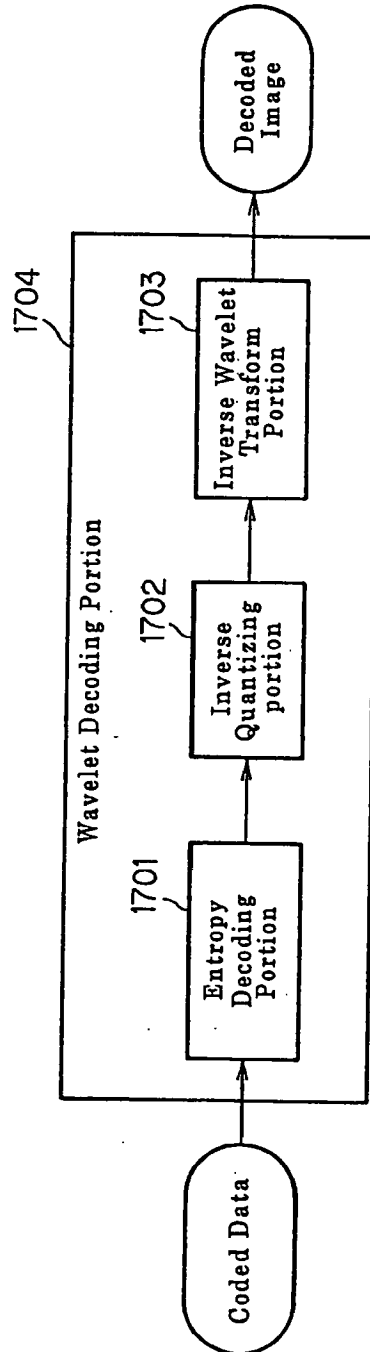 Wavelet Decoding Portion
1704
Coded Data
1701
Entropy
Decoding
Portion
1702
Inverse
Quantizing
portion
1703
Inverse Wavelet
Transform
Portion
Decoded
Image